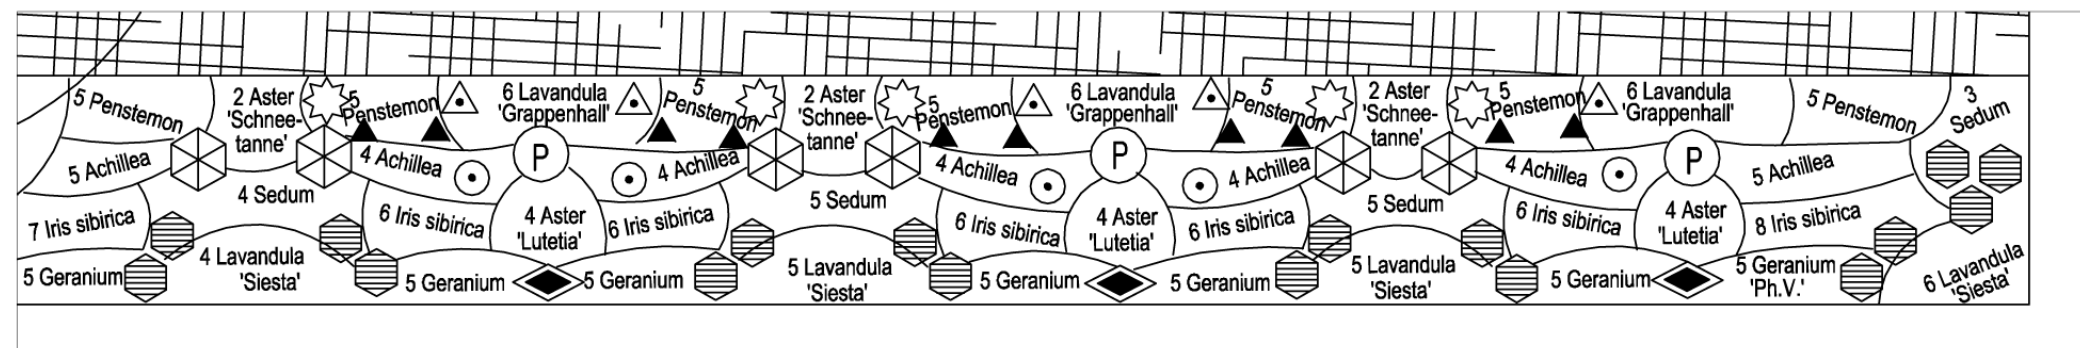 5 Penstemon
2 Aster
'Schnee-
tanne'
5
Penstemon
6 Lavandula
'Grappenhall'
5
Penstemon
2 Aster
'Schnee-
tanne'
5
Penstemon
6 Lavandula
'Grappenhall'
5
Penstemon
2 Aster
'Schnee-
tanne'
5
Penstemon
6 Lavandula
'Grappenhall'
5 Penstemon
3
Sedum
5 Achillea
4 Achillea
P
4 Achillea
4 Achillea
P
4 Achillea
4 Achillea
P
5 Achillea
4 Sedum
5 Sedum
5 Sedum
7 Iris sibirica
6 Iris sibirica
4 Aster
'Lutetia'
6 Iris sibirica
6 Iris sibirica
4 Aster
'Lutetia'
6 Iris sibirica
6 Iris sibirica
4 Aster
'Lutetia'
8 Iris sibirica
5 Geranium
4 Lavandula
'Siesta'
5 Geranium
5 Geranium
5 Lavandula
'Siesta'
5 Geranium
5 Geranium
5 Lavandula
'Siesta'
5 Geranium
5 Geranium
'Ph.V.'
6 Lavandula
'Siesta'